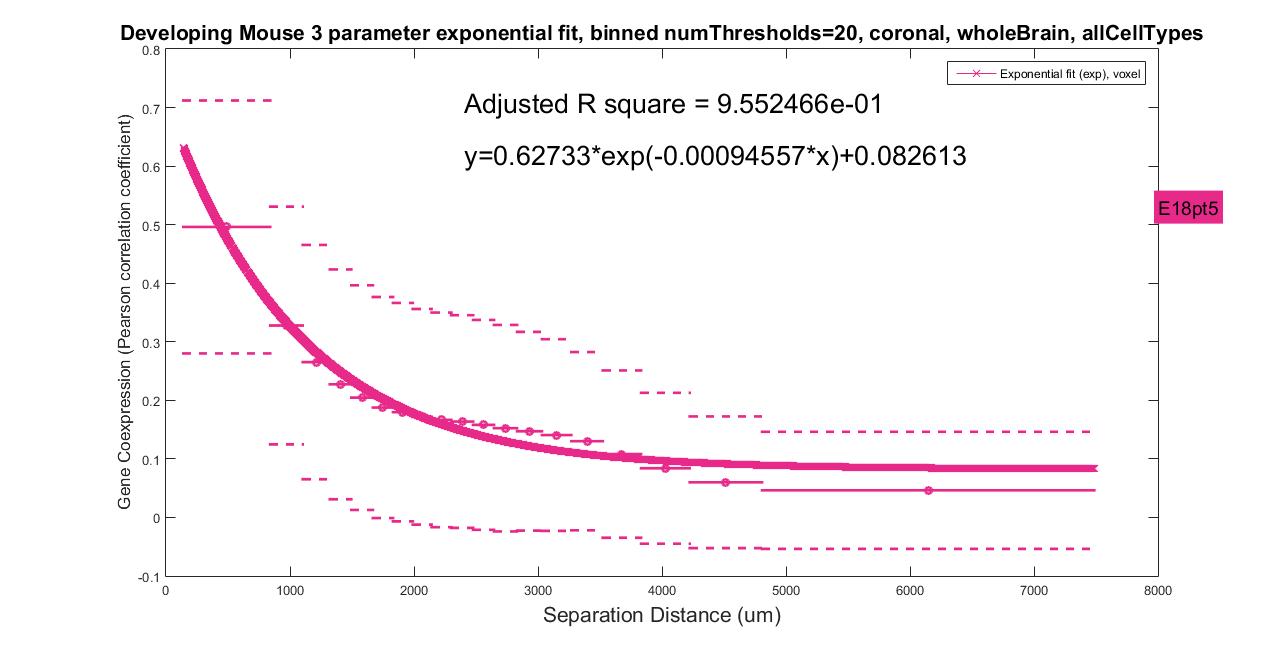 Developing Mouse 3 parameter exponential fit, binned numThresholds=20, coronal, wholeBrain, allCellTypes
Exponential fit (exp), voxel
Adjusted R square = 9.552466e-01
y=0.62733*exp(-0.00094557*x)+0.082613
E18pt5
Gene Coexpression (Pearson correlation coefficient)
0.8
0.7
0.6
0.5
0.4
0.3
0.2
0.1
0
-0.1
0 1000 2000 3000 4000 5000 6000 7000 8000
Separation Distance (um)